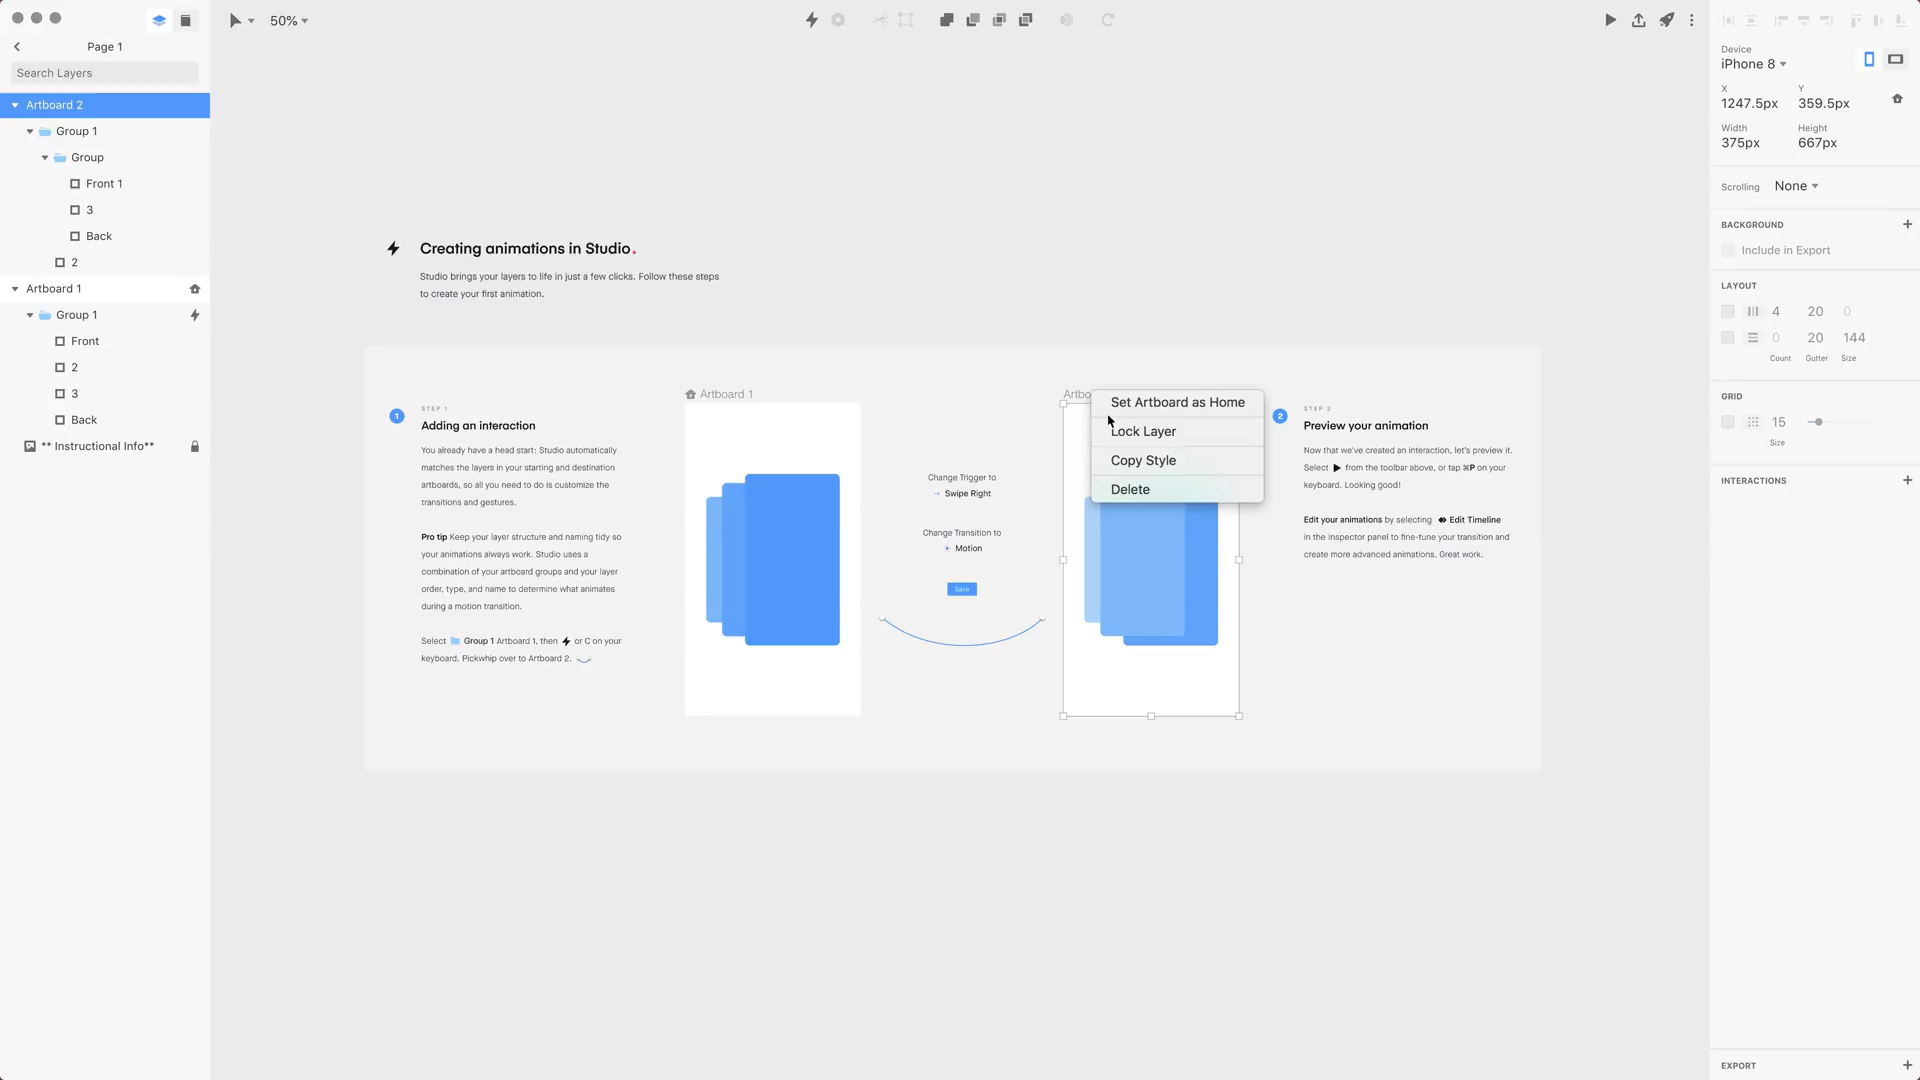 50%
Page 1
Search Layers
Artboard 2
Group 1
Group
Front 1
3
Back
2
Artboard 1
Group 1
Front
2
3
Back
** Instructional Info**
Creating animations in Studio.
Studio brings your layers to life in just a few clicks. Follow these steps
to create your first animation.
Artboard 1
1
STEP 1
Adding an interaction
You already have a head start: Studio automatically
matches the layers in your starting and destination
artboards, so all you need to do is customize the
transitions and gestures.
Pro tip Keep your layer structure and naming tidy so
your animations always work. Studio uses a
combination of your artboard groups and your layer
order, type, and name to determine what animates
during a motion transition.
Select Group 1 Artboard 1, then or C on your
keyboard. Pickwhip over to Artboard 2.
Change Trigger to
→ Swipe Right
Change Transition to
Motion
Save
Artbo
Set Artboard as Home
Lock Layer
Copy Style
Delete
2
STEP 2
Preview your animation
Now that we've created an interaction, let's preview it.
Select ▶ from the toolbar above, or tap ⌘P on your
keyboard. Looking good!
Edit your animations by selecting Edit Timeline
in the inspector panel to fine-tune your transition and
create more advanced animations. Great work.
Device
iPhone 8
X
Y
1247.5px
359.5px
Width
Height
375px
667px
Scrolling
None
BACKGROUND
+
Include in Export
LAYOUT
4 20 0
0 20 144
Count Gutter Size
GRID
15
Size
INTERACTIONS
+
EXPORT
+